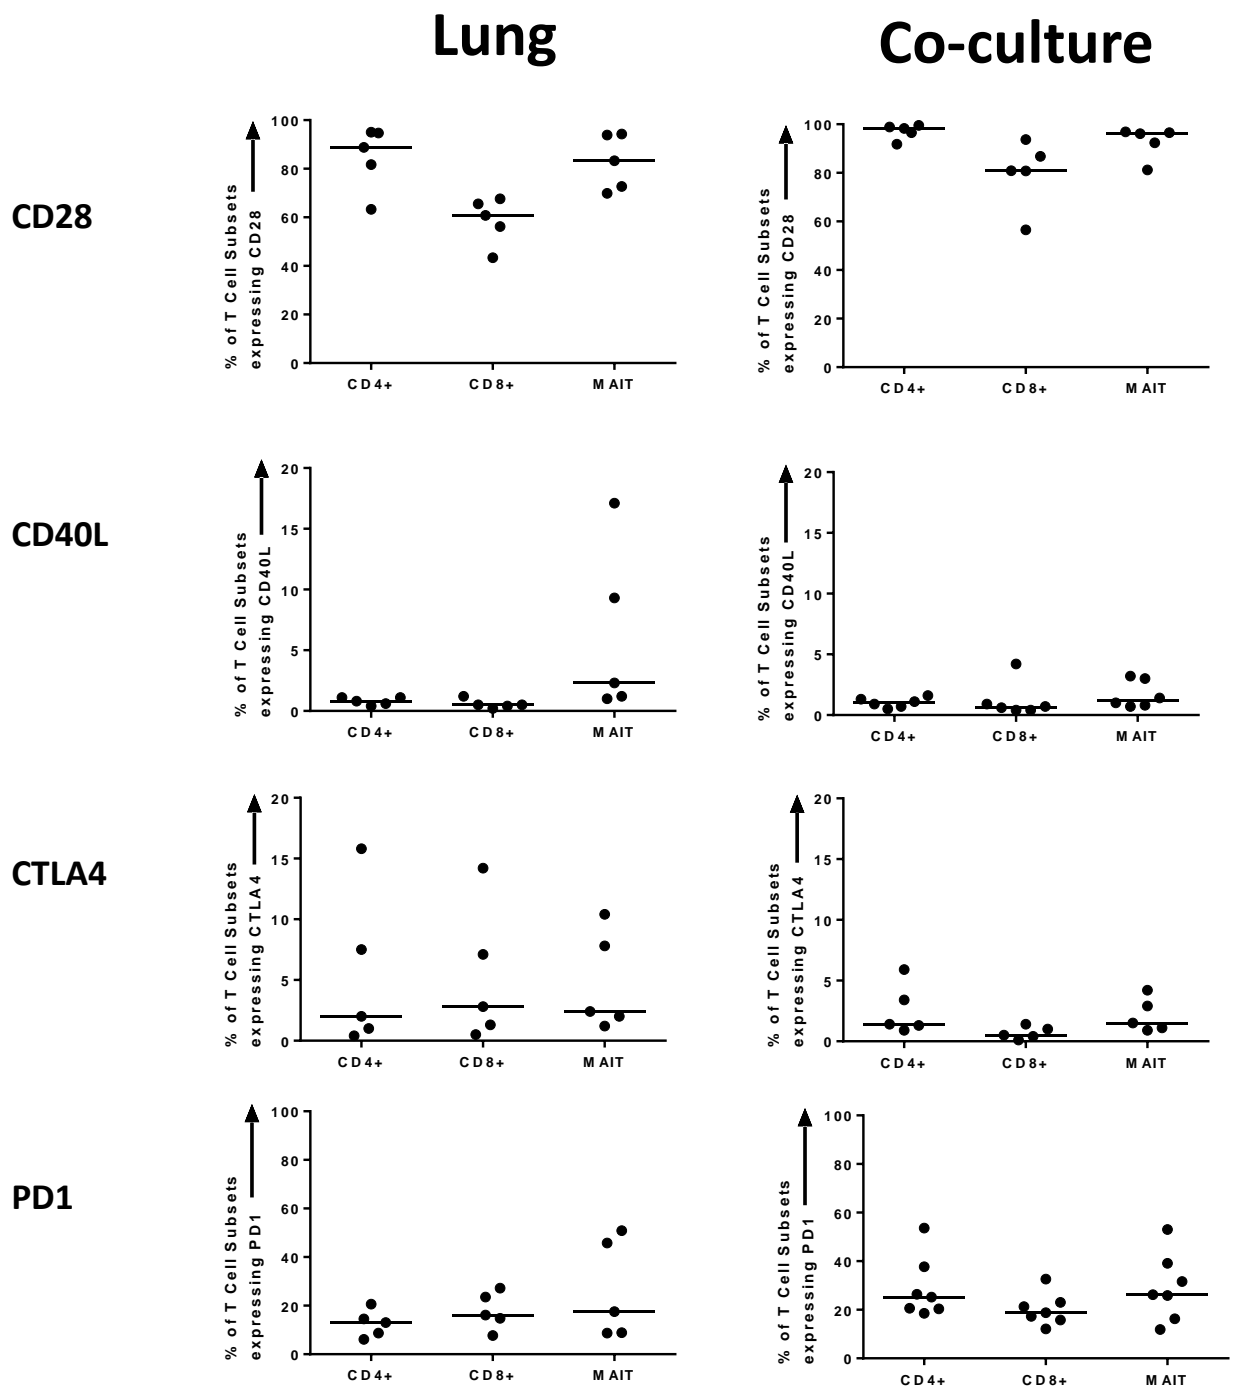 Lung
Co-culture
CD28
% of T Cell Subsets
expressing CD28
100
80
60
40
20
0
CD4+
CD8+
MAIT
% of T Cell Subsets
expressing CD28
100
80
60
40
20
0
CD4+
CD8+
MAIT
CD40L
% of T Cell Subsets
expressing CD40L
20
15
10
5
0
CD4+
CD8+
MAIT
% of T Cell Subsets
expressing CD40L
20
15
10
5
0
CD4+
CD8+
MAIT
CTLA4
% of T Cell Subsets
expressing CTLA4
20
15
10
5
0
CD4+
CD8+
MAIT
% of T Cell Subsets
expressing CTLA4
20
15
10
5
0
CD4+
CD8+
MAIT
PD1
% of T Cell Subsets
expressing PD1
100
80
60
40
20
0
CD4+
CD8+
MAIT
% of T Cell Subsets
expressing PD1
100
80
60
40
20
0
CD4+
CD8+
MAIT